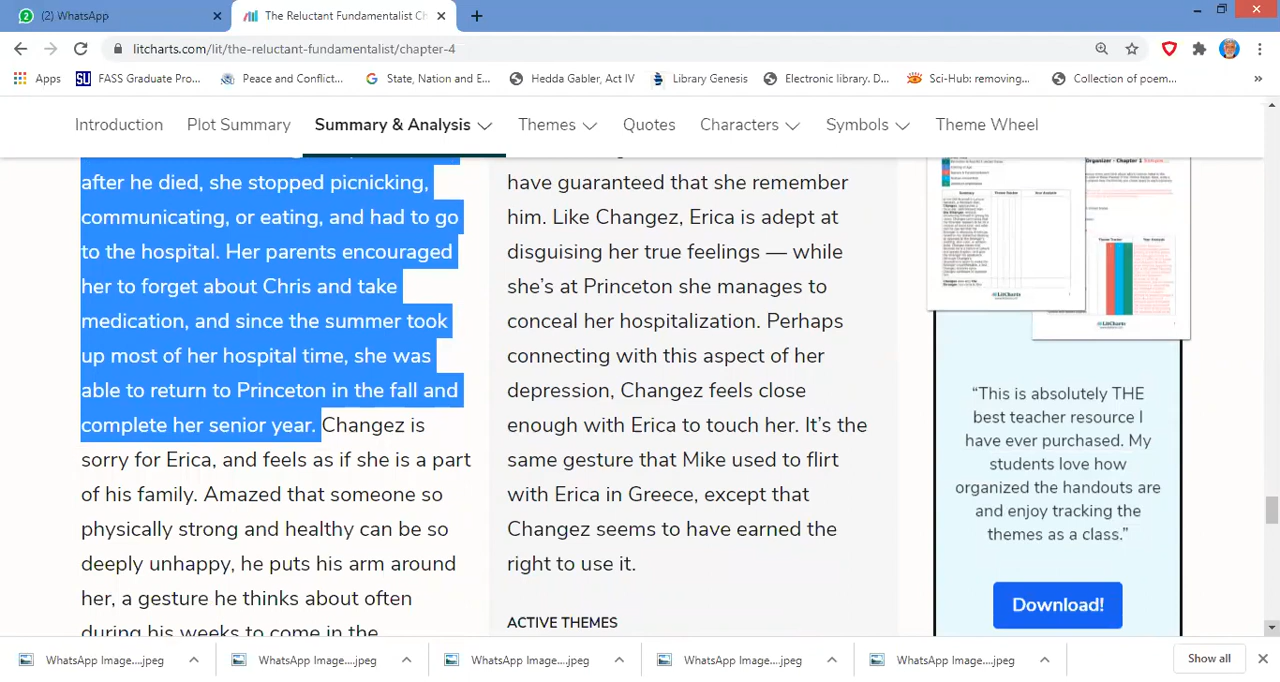 (2) WhatsApp
The Reluctant Fundamentalist Ch
litcharts.com/lit/the-reluctant-fundamentalist/chapter-4
Apps
FASS Graduate Pro...
Peace and Conflict...
State, Nation and E...
Hedda Gabler, Act IV
Library Genesis
Electronic library. D...
Sci-Hub: removing...
Collection of poem...
»
Introduction
Plot Summary
Summary & Analysis
Themes
Quotes
Characters
Symbols
Theme Wheel
after he died, she stopped picnicking,
communicating, creating, and had to go
to the hospital. Her parents encouraged
her to forget about Chris and take
medication, and since the summer took
up most of her hospital time, she was
able to return to Princeton in the fall and
complete her senior year. Changez is
sorry for Erica, and feels as if she is a part
of his family. Amazed that someone so
physically strong and healthy can be so
deeply unhappy, he puts his arm around
her, a gesture he thinks about often
during his weeks to come in the
have guaranteed that she remember
him. Like Changez, Erica is adept at
disguising her true feelings — while
she's at Princeton she manages to
conceal her hospitalization. Perhaps
connecting with this aspect of her
depression, Changez feels close
enough with Erica to touch her. It's the
same gesture that Mike used to flirt
with Erica in Greece, except that
Changez seems to have earned the
right to use it.
ACTIVE THEMES
Organizer - Chapter 1
LitCharts
LitCharts
"This is absolutely THE
best teacher resource I
have ever purchased. My
students love how
organized the handouts are
and enjoy tracking the
themes as a class."
Download!
WhatsApp Image....jpeg
WhatsApp Image....jpeg
WhatsApp Image....jpeg
WhatsApp Image....jpeg
WhatsApp Image....jpeg
Show all